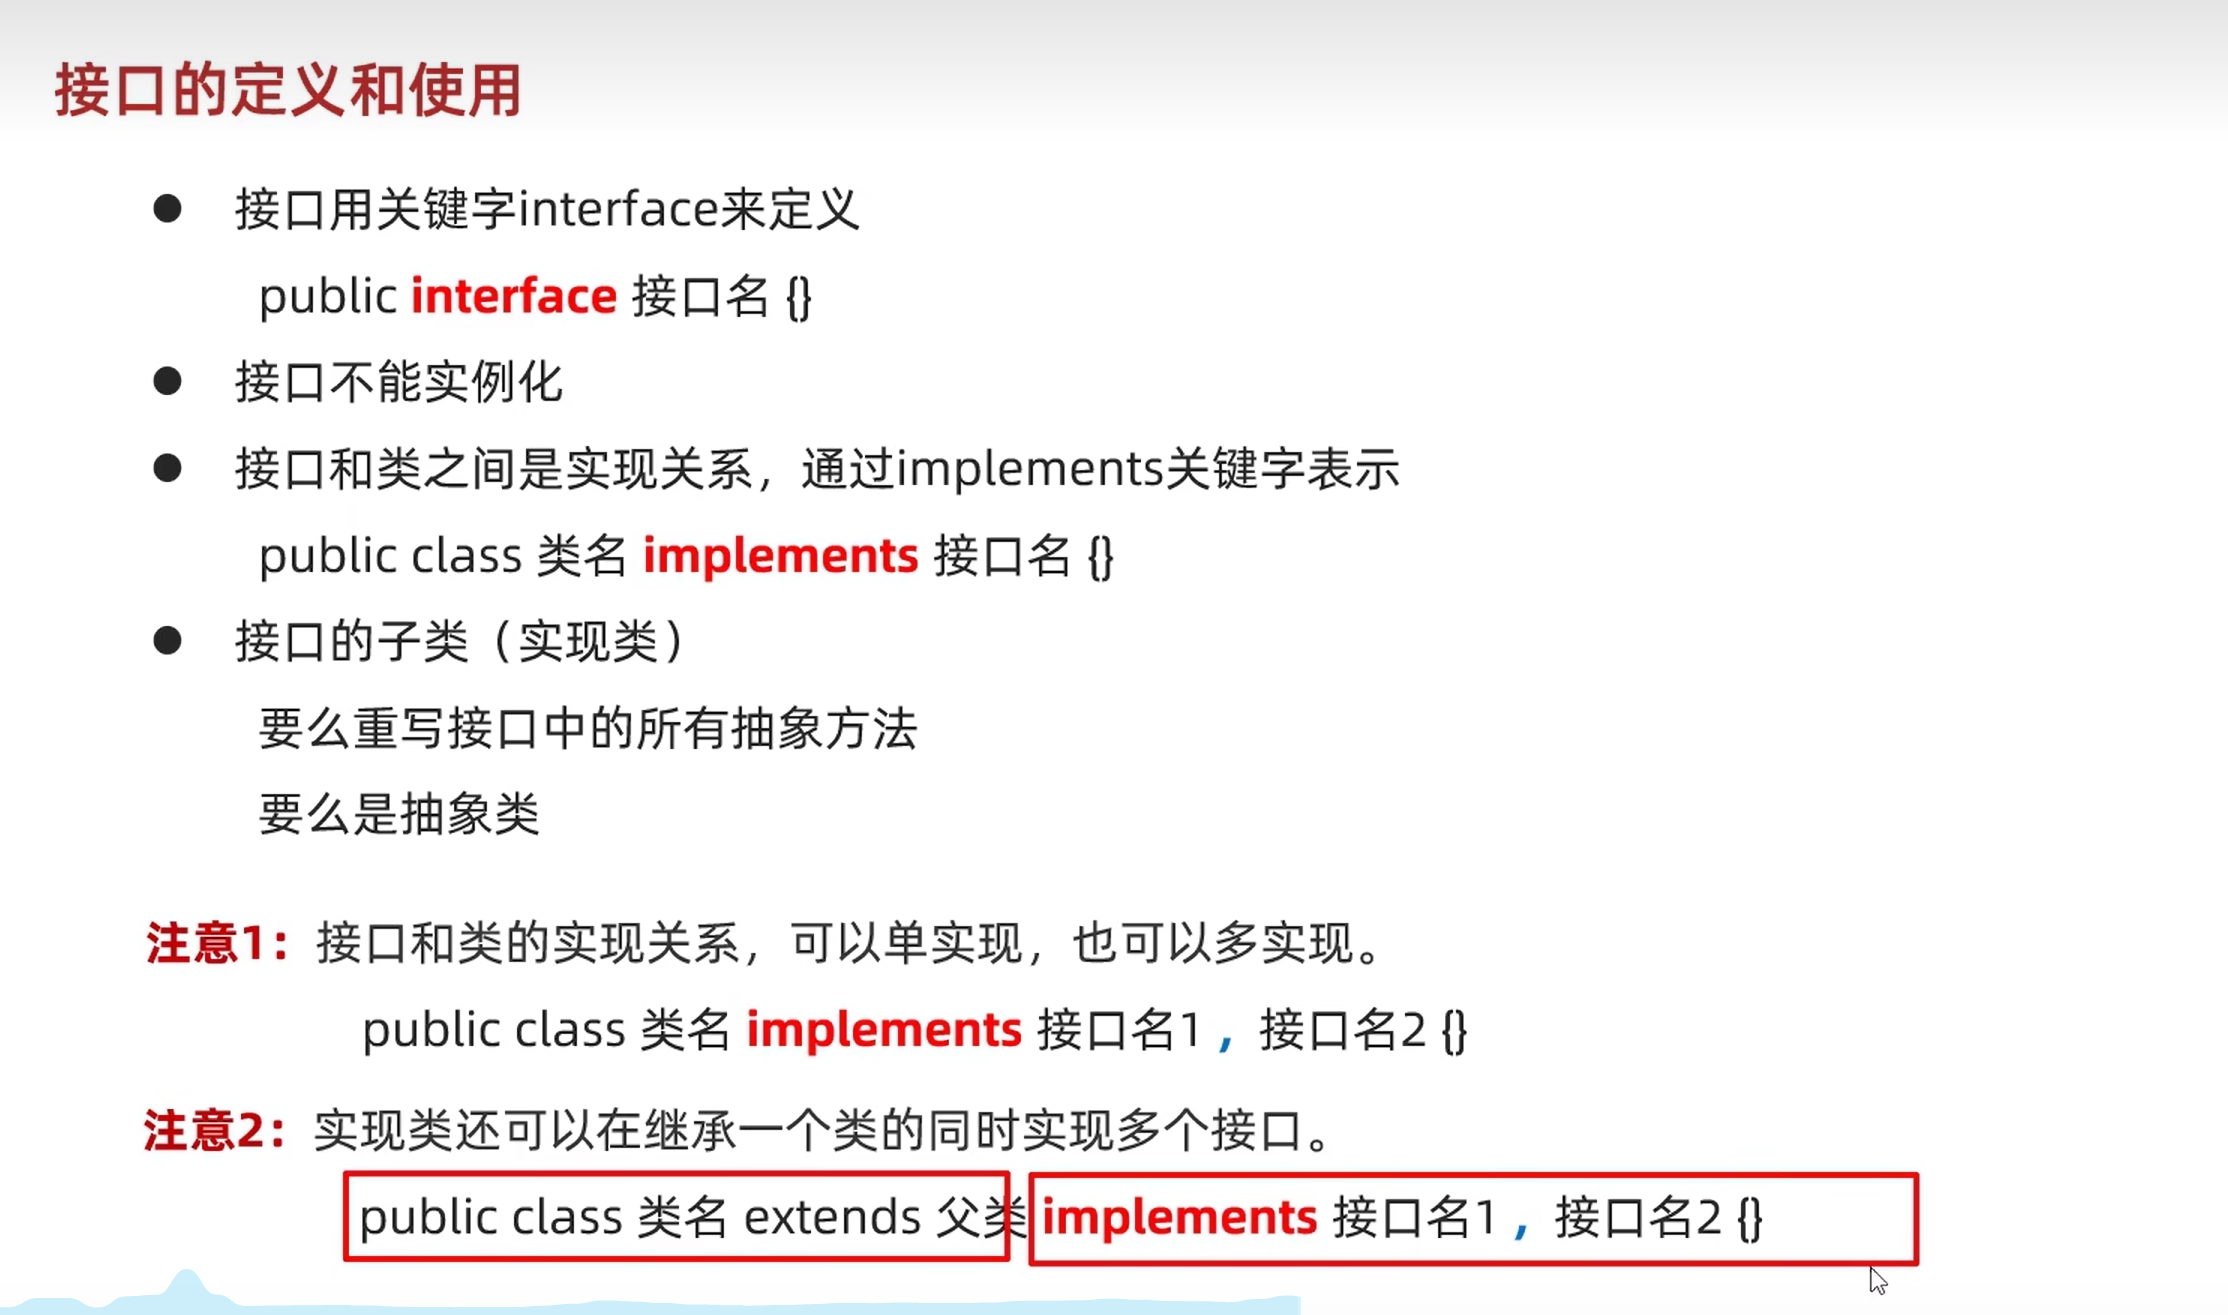 接口的定义和使用
● 接口用关键字interface来定义
public interface 接口名 {}
● 接口不能实例化
● 接口和类之间是实现关系，通过implements关键字表示
public class 类名 implements 接口名 {}
● 接口的子类（实现类）
要么重写接口中的所有抽象方法
要么是抽象类
注意1：接口和类的实现关系，可以单实现，也可以多实现。
public class 类名 implements 接口名1 , 接口名2 {}
注意2：实现类还可以在继承一个类的同时实现多个接口。
public class 类名 extends 父类 implements 接口名1 , 接口名2 {}